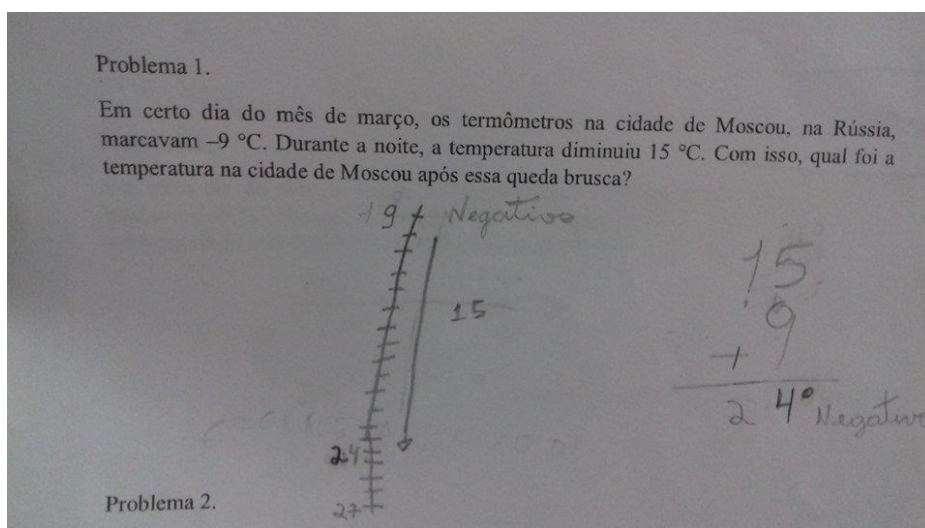 Problema 1.
Em certo dia do mês de março, os termômetros na cidade de Moscou, na Rússia,
marcavam –9 °C. Durante a noite, a temperatura diminuiu 15 °C. Com isso, qual foi a
temperatura na cidade de Moscou após essa queda brusca?
9 Negativo
15
15
9
+
24° Negativo
24
27
Problema 2.